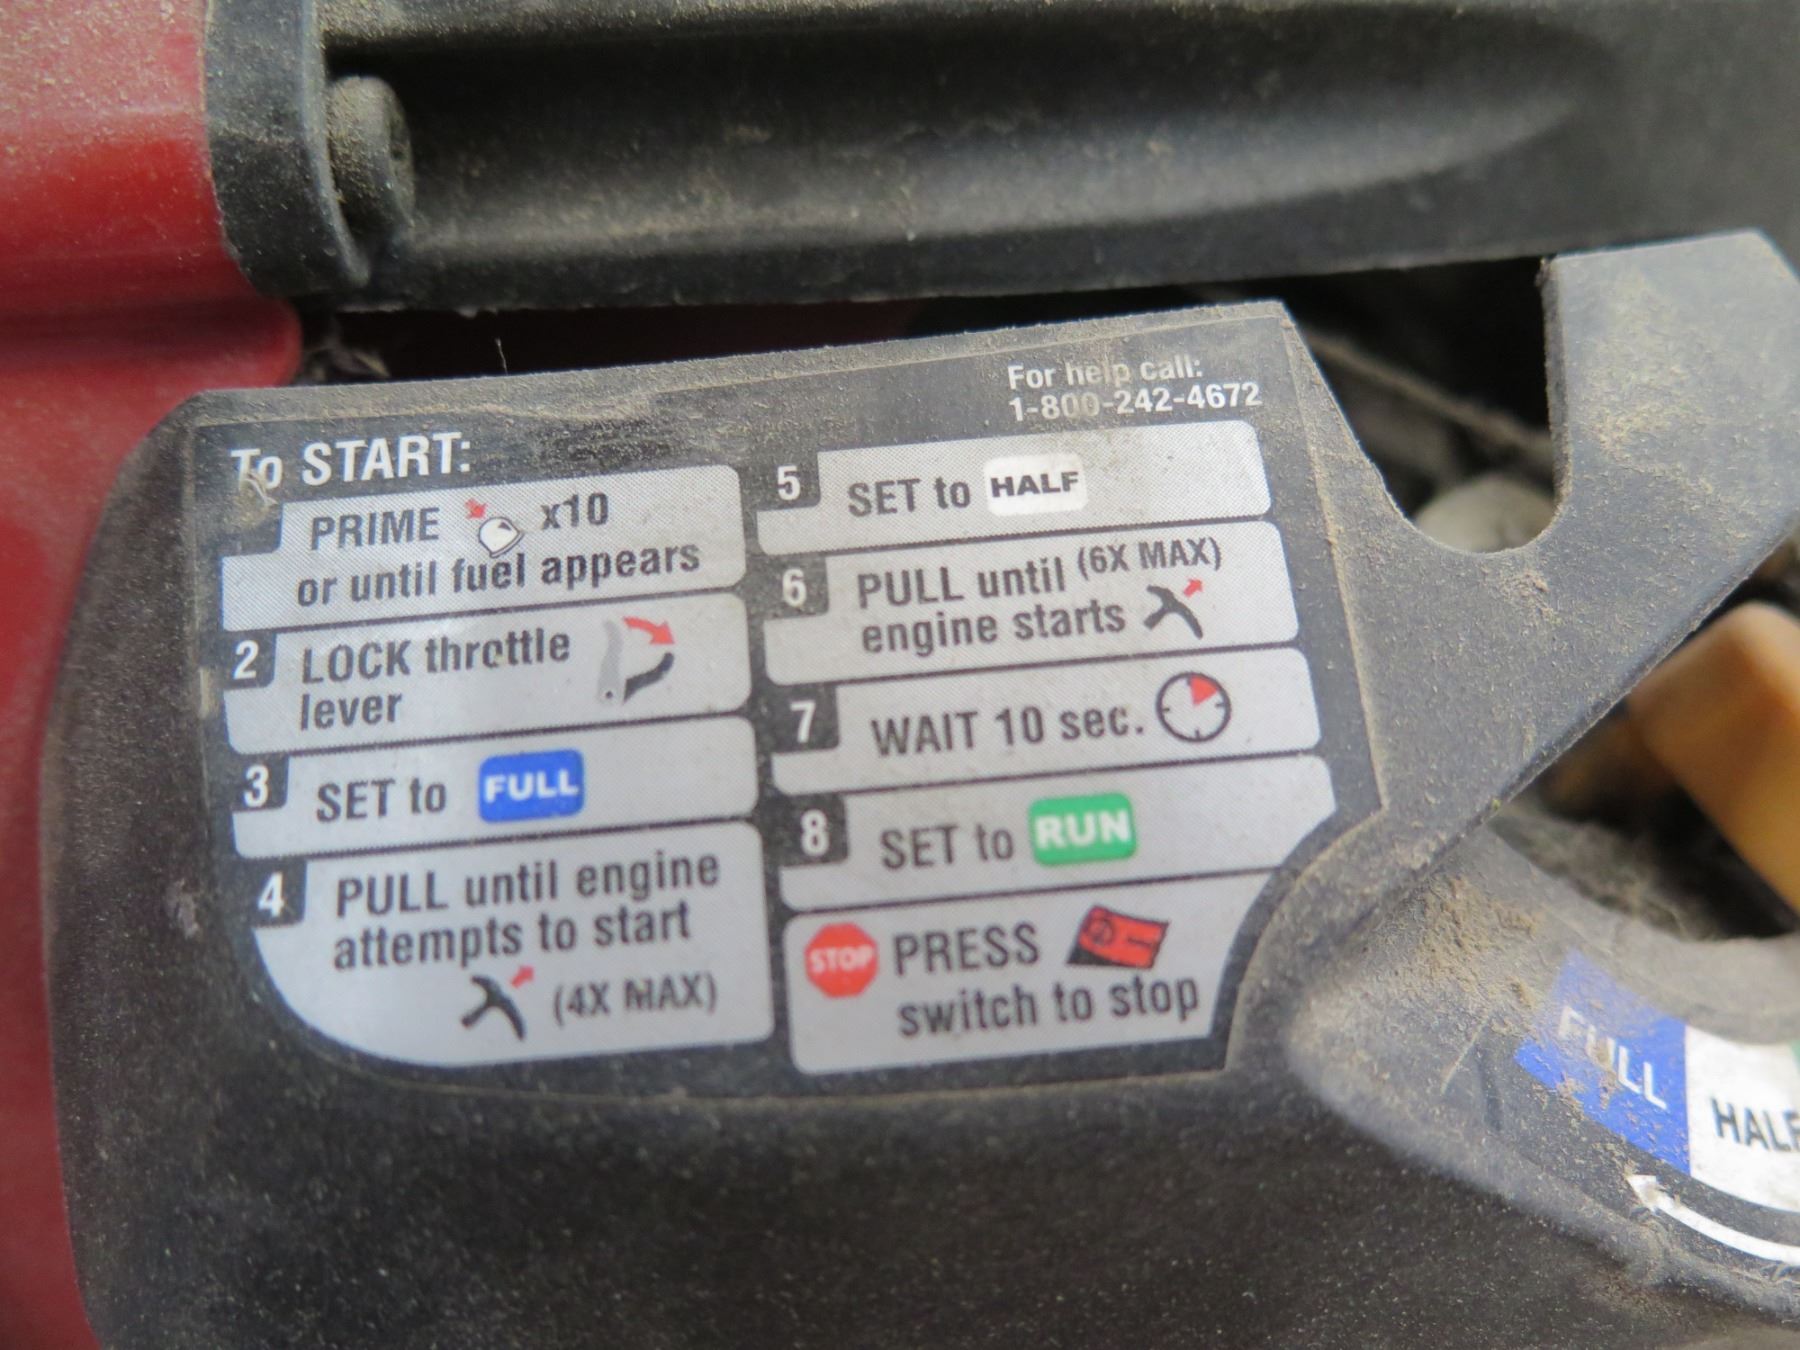 For help call:
1-800-242-4672
To START:
PRIME x10
or until fuel appears
2 LOCK throttle
lever
3 SET to FULL
4 PULL until engine
attempts to start
(4X MAX)
5 SET to HALF
6 PULL until (6X MAX)
engine starts
7 WAIT 10 sec.
8 SET to RUN
STOP PRESS
switch to stop
FULL
HALF